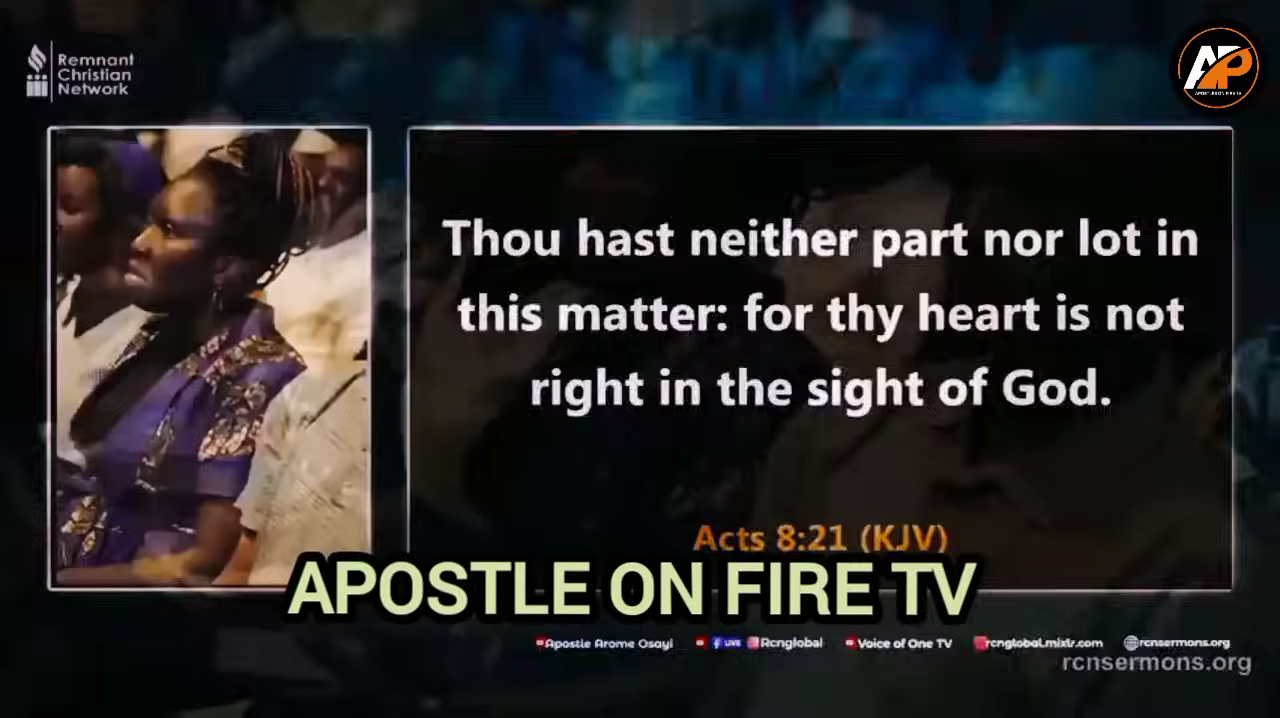 Remnant
Christian
Network
AP
Thou hast neither part nor lot in
this matter: for thy heart is not
right in the sight of God.
Acts 8:21 (KJV)
APOSTLE ON FIRE TV
Apostle Arome Osayi
LIVE
Rcnglobal
Voice of One TV
rcnglobal.mixlr.com
rcnsermons.org
rcnsermons.org